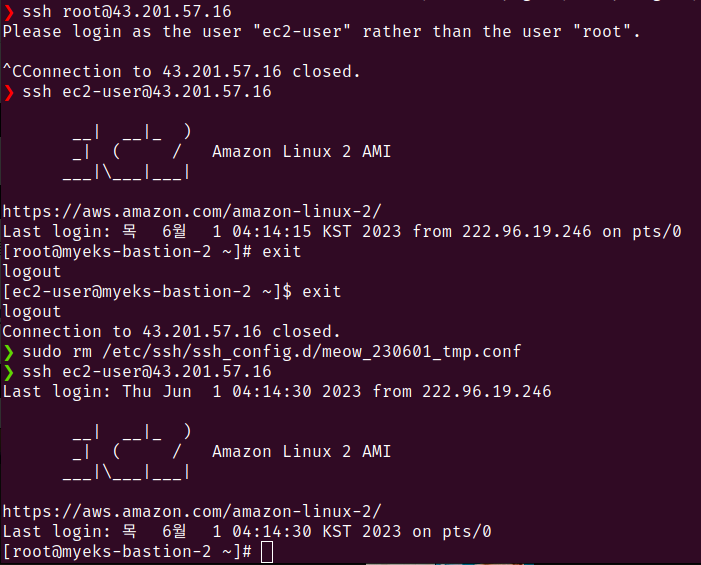 ❯ ssh root@43.201.57.16
Please login as the user "ec2-user" rather than the user "root".

^CConnection to 43.201.57.16 closed.
❯ ssh ec2-user@43.201.57.16

       __|  __|_  )
       _|  (     /   Amazon Linux 2 AMI
      ___|\___|___|

https://aws.amazon.com/amazon-linux-2/
Last login: 목  6월  1 04:14:15 KST 2023 from 222.96.19.246 on pts/0
[root@myeks-bastion-2 ~]# exit
logout
[ec2-user@myeks-bastion-2 ~]$ exit
logout
Connection to 43.201.57.16 closed.
❯ sudo rm /etc/ssh/ssh_config.d/meow_230601_tmp.conf
❯ ssh ec2-user@43.201.57.16
Last login: Thu Jun  1 04:14:30 2023 from 222.96.19.246

       __|  __|_  )
       _|  (     /   Amazon Linux 2 AMI
      ___|\___|___|

https://aws.amazon.com/amazon-linux-2/
Last login: 목  6월  1 04:14:30 KST 2023 on pts/0
[root@myeks-bastion-2 ~]#